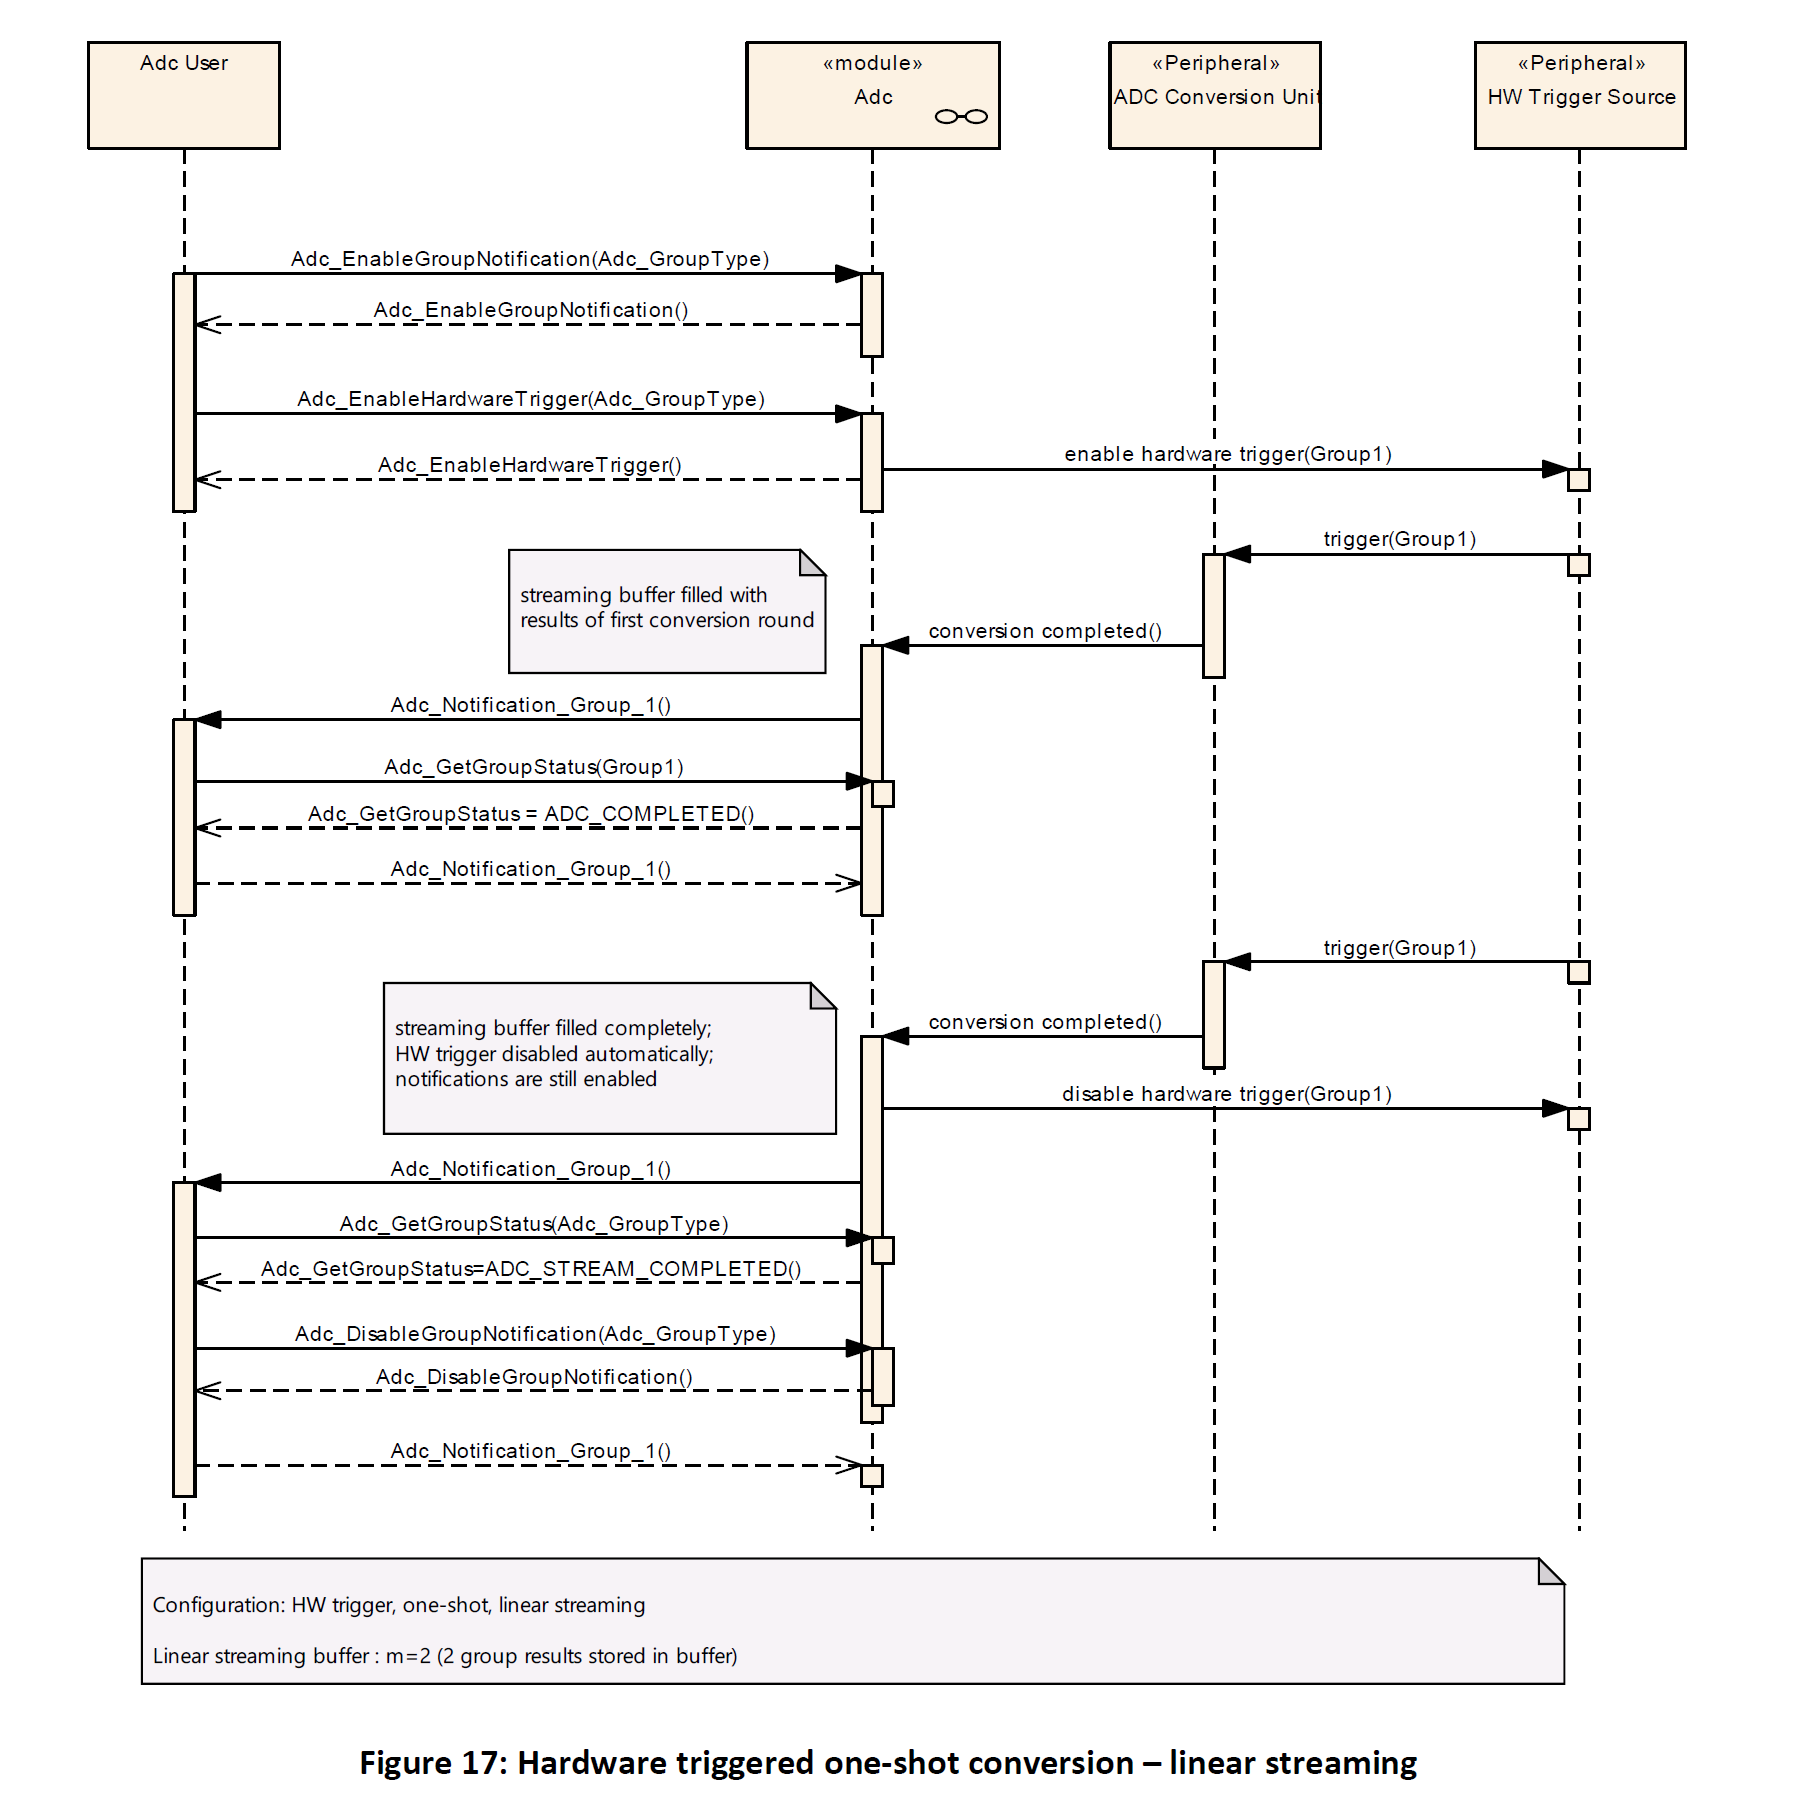 Adc User
«module»
Adc
«Peripheral»
ADC Conversion Unit
«Peripheral»
HW Trigger Source
Adc_EnableGroupNotification(Adc_GroupType)
Adc_EnableGroupNotification()
Adc_EnableHardwareTrigger(Adc_GroupType)
enable hardware trigger(Group1)
Adc_EnableHardwareTrigger()
trigger(Group1)
streaming buffer filled with
results of first conversion round
conversion completed()
Adc_Notification_Group_1()
Adc_GetGroupStatus(Group1)
Adc_GetGroupStatus = ADC_COMPLETED()
Adc_Notification_Group_1()
trigger(Group1)
conversion completed()
streaming buffer filled completely;
HW trigger disabled automatically;
notifications are still enabled
disable hardware trigger(Group1)
Adc_Notification_Group_1()
Adc_GetGroupStatus(Adc_GroupType)
Adc_GetGroupStatus=ADC_STREAM_COMPLETED()
Adc_DisableGroupNotification(Adc_GroupType)
Adc_DisableGroupNotification()
Adc_Notification_Group_1()
Configuration: HW trigger, one-shot, linear streaming
Linear streaming buffer : m=2 (2 group results stored in buffer)
Figure 17: Hardware triggered one-shot conversion – linear streaming